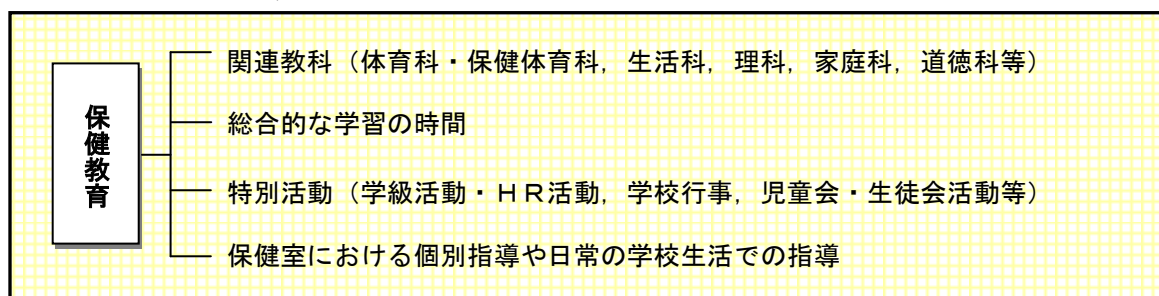 保健教育
関連教科（体育科・保健体育科，生活科，理科，家庭科，道徳科等）
総合的な学習の時間
特別活動（学級活動・ＨＲ活動，学校行事，児童会・生徒会活動等）
保健室における個別指導や日常の学校生活での指導